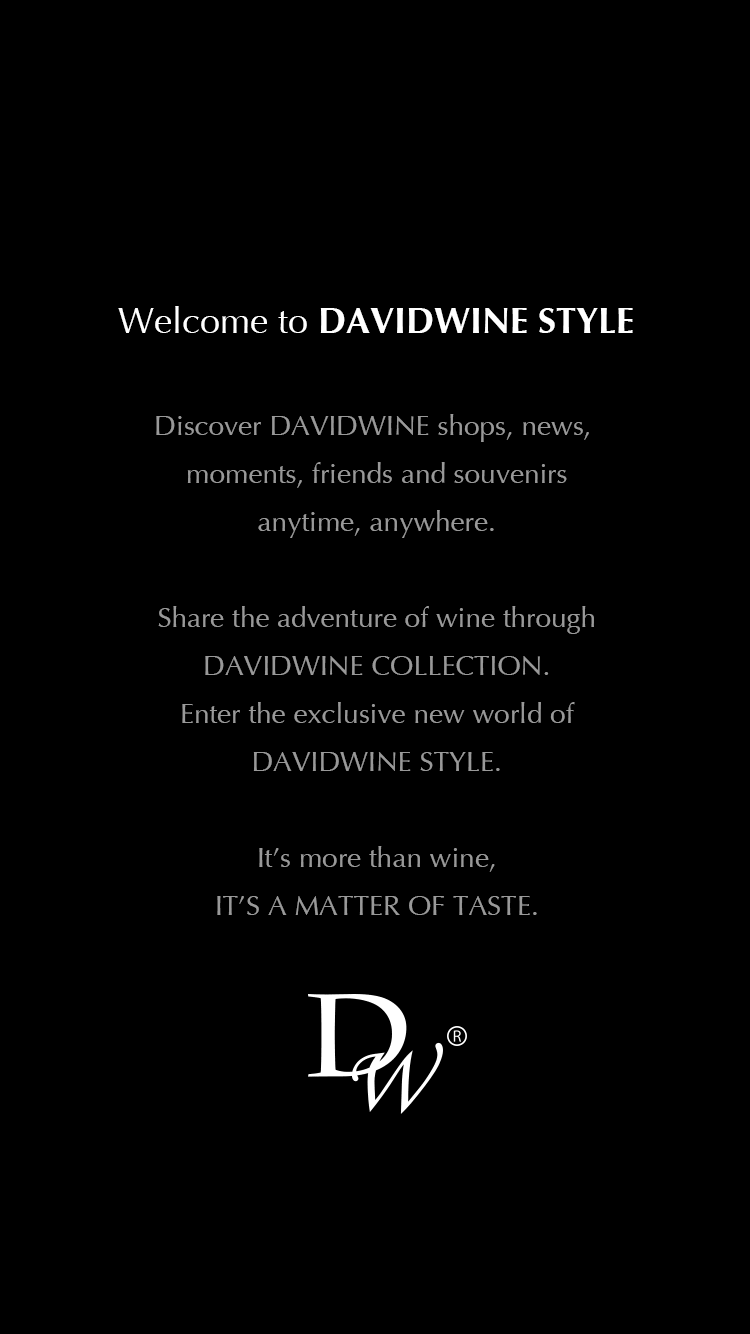 Welcome to DAVIDWINE STYLE
Discover DAVIDWINE shops, news,
moments, friends and souvenirs
anytime, anywhere.
Share the adventure of wine through
DAVIDWINE COLLECTION.
Enter the exclusive new world of
DAVIDWINE STYLE.
It’s more than wine,
IT’S A MATTER OF TASTE.
DW®